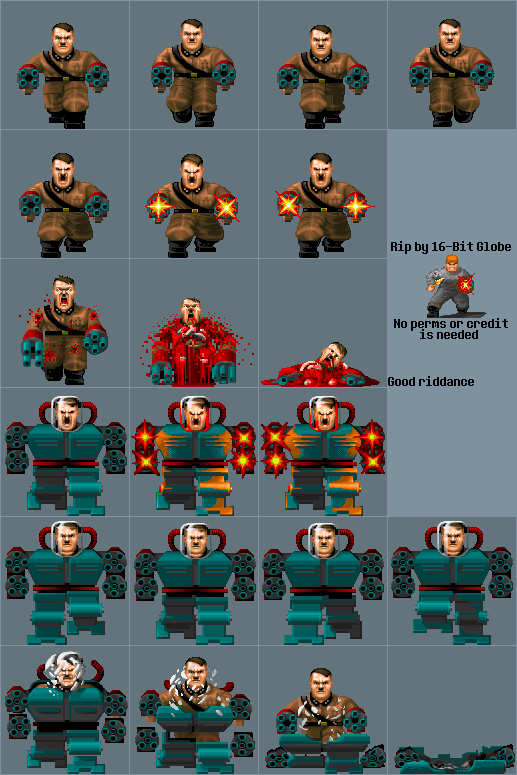 Rip by 16-Bit Globe
No perms or credit
is needed
Good riddance